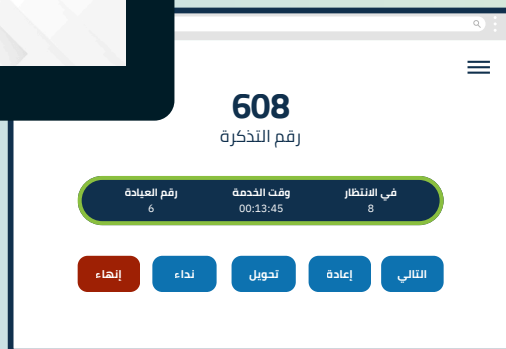 608
رقم التذكرة
في الانتظار وقت الخدمة رقم العيادة
8 00:13:45 6
التالي إعادة تحويل نداء إنهاء